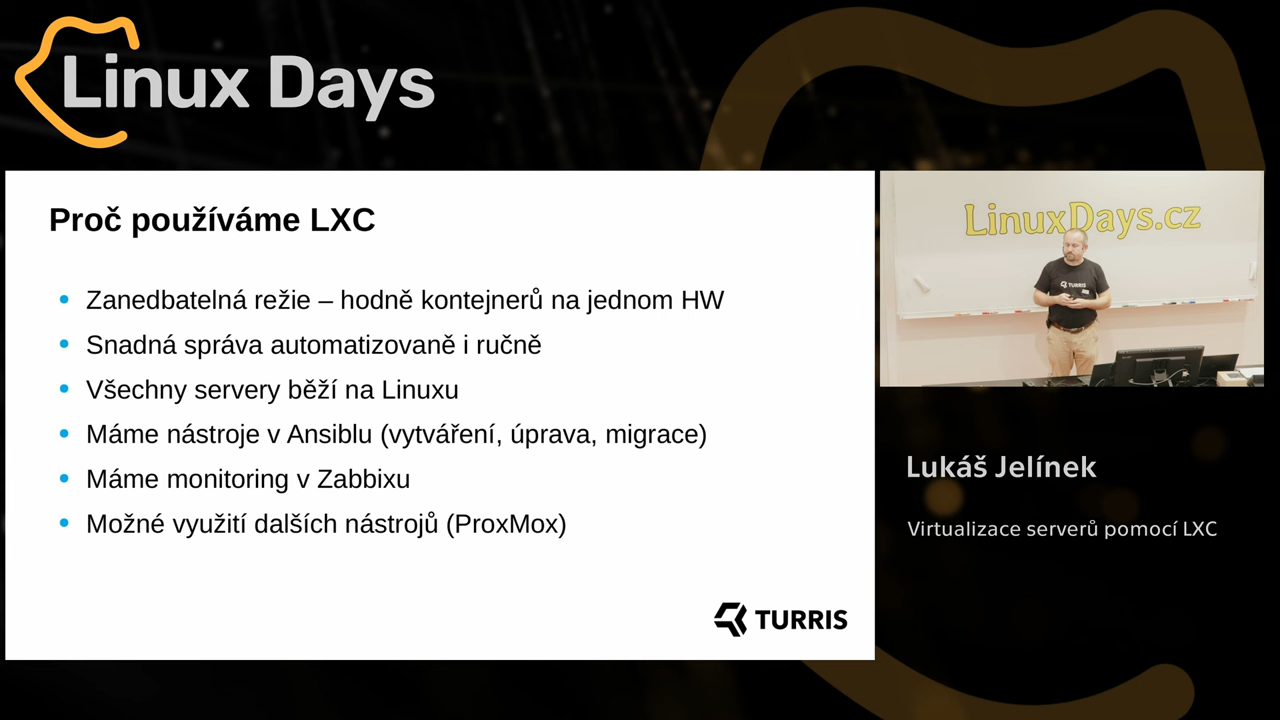 Linux Days
Proč používáme LXC
Zanedbatelná režie – hodně kontejnerů na jednom HW
Snadná správa automatizovaně i ručně
Všechny servery běží na Linuxu
Máme nástroje v Ansiblu (vytváření, úprava, migrace)
Máme monitoring v Zabbixu
Možné využití dalších nástrojů (ProxMox)
TURRIS
LinuxDays.cz
TURRIS
Lukáš Jelínek
Virtualizace serverů pomocí LXC